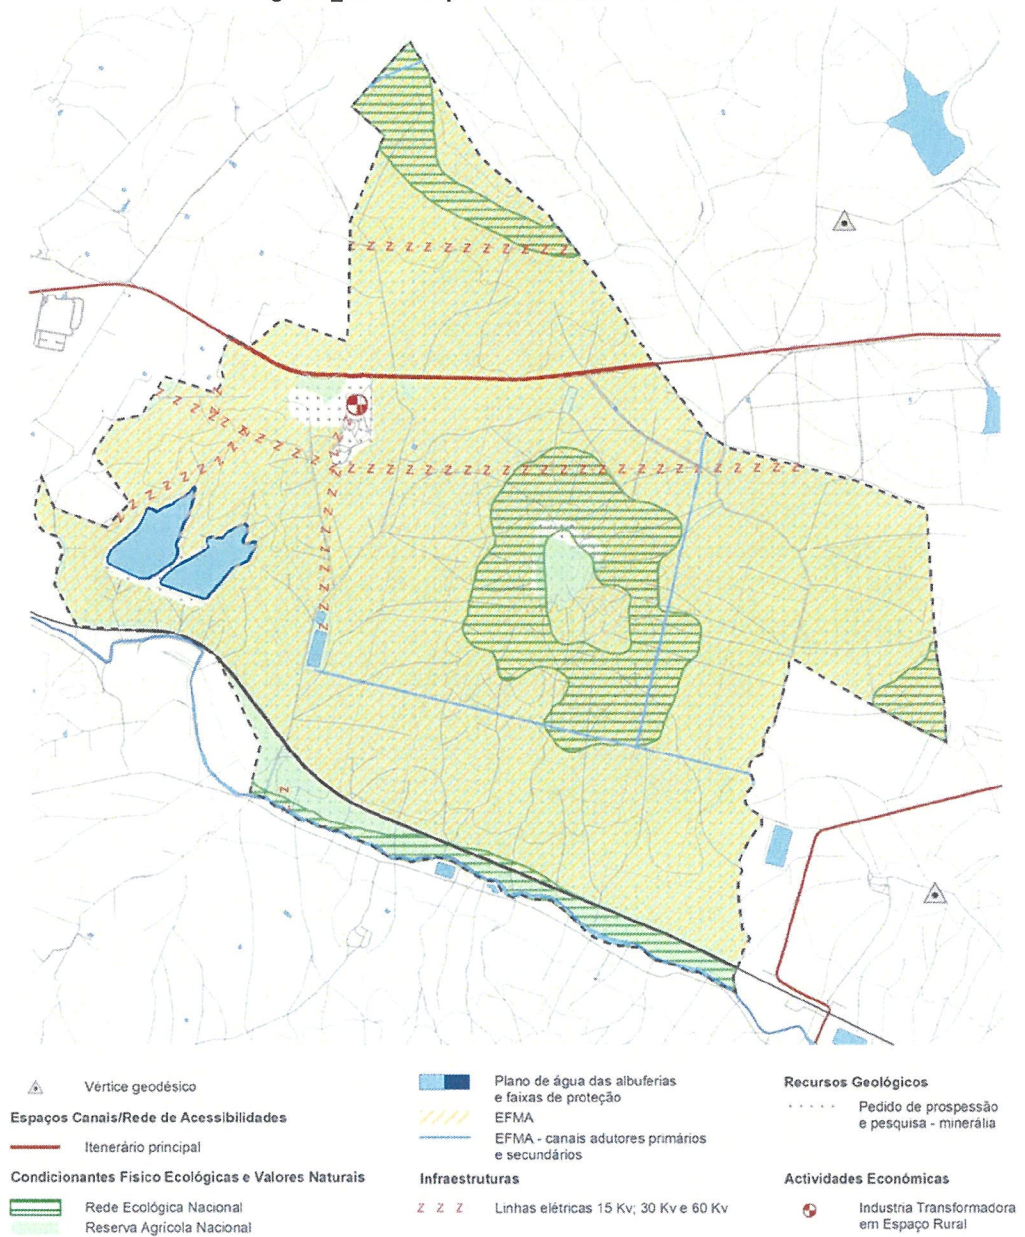 Vértice geodésico
Espaços Canais/Rede de Acessibilidades
Itenerário principal
Condicionantes Fisico Ecológicas e Valores Naturais
Rede Ecológica Nacional
Reserva Agrícola Nacional
Plano de água das albuferias
e faixas de proteção
EFMA
EFMA - canais adutores primários
e secundários
Infraestruturas
Z Z Z Linhas elétricas 15 Kv; 30 Kv e 60 Kv
Recursos Geológicos
Pedido de prospessão
e pesquisa - minerália
Actividades Económicas
Industria Transformadora
em Espaço Rural